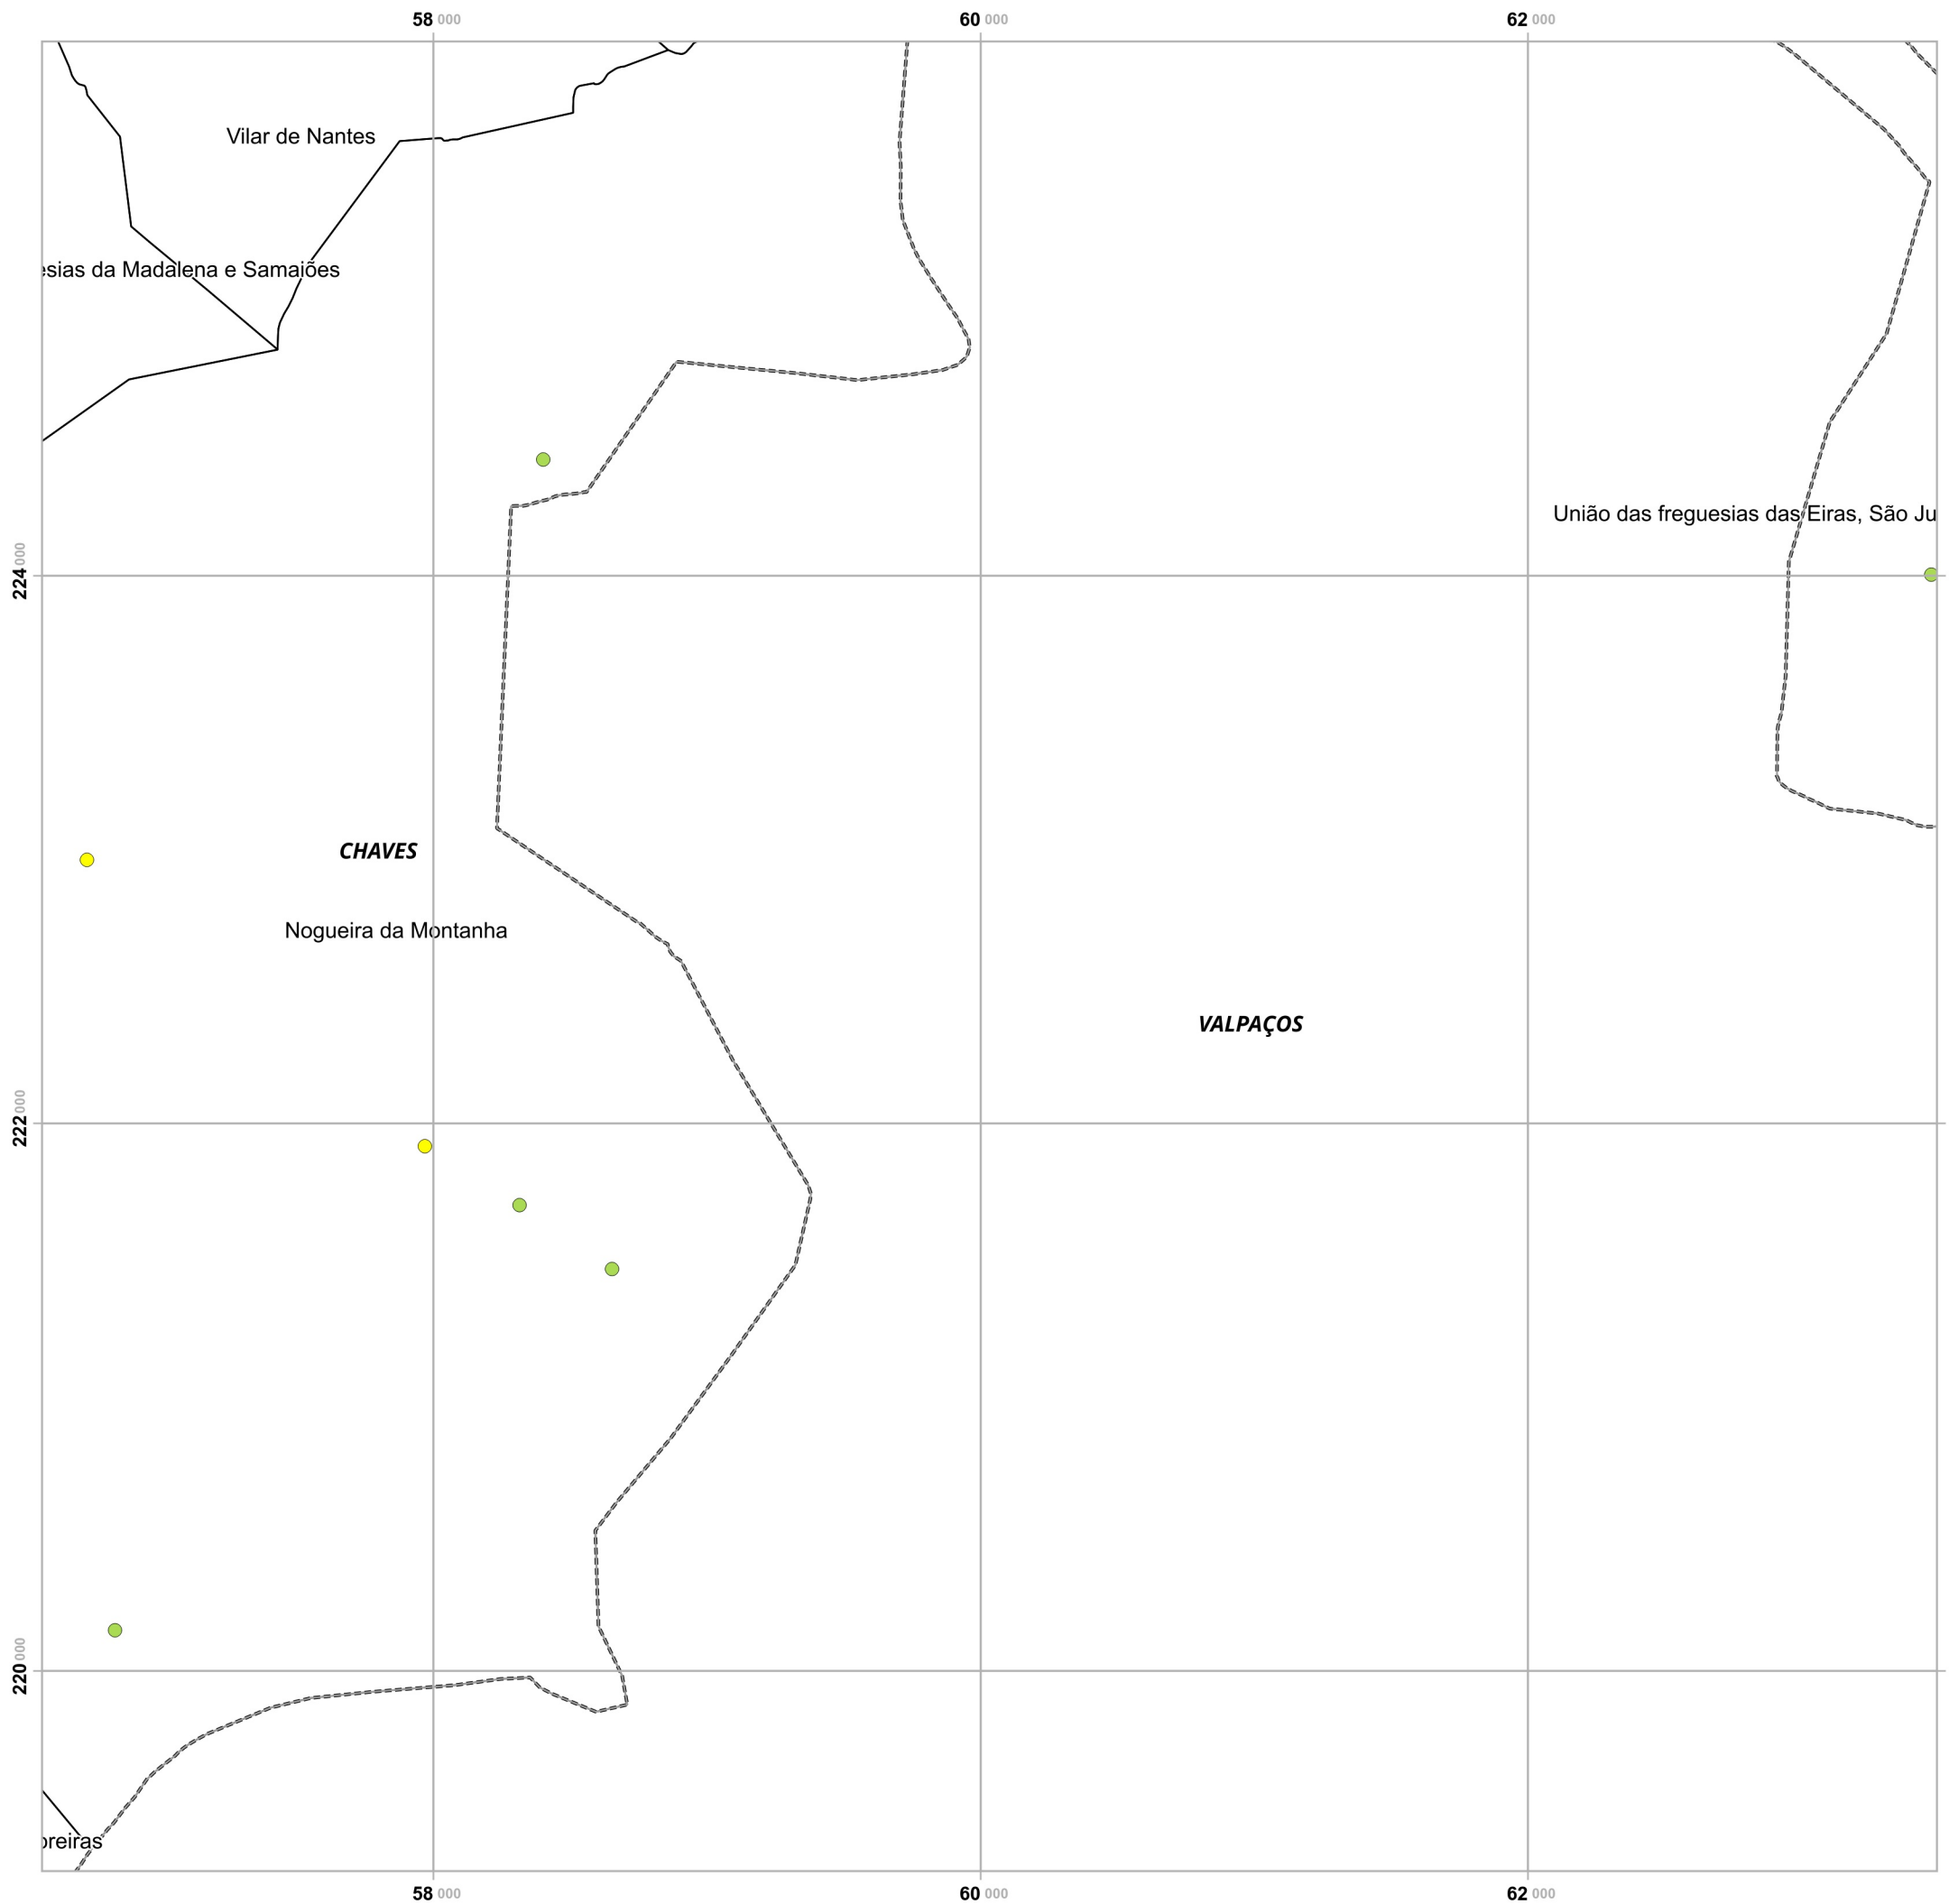 58 000 60 000 62 000
Vilar de Nantes
esias da Madalena e Samaiões
União das freguesias das Eiras, São Ju
224 000
CHAVES
Nogueira da Montanha
VALPAÇOS
222 000
220 000
oreiras
58 000 60 000 62 000